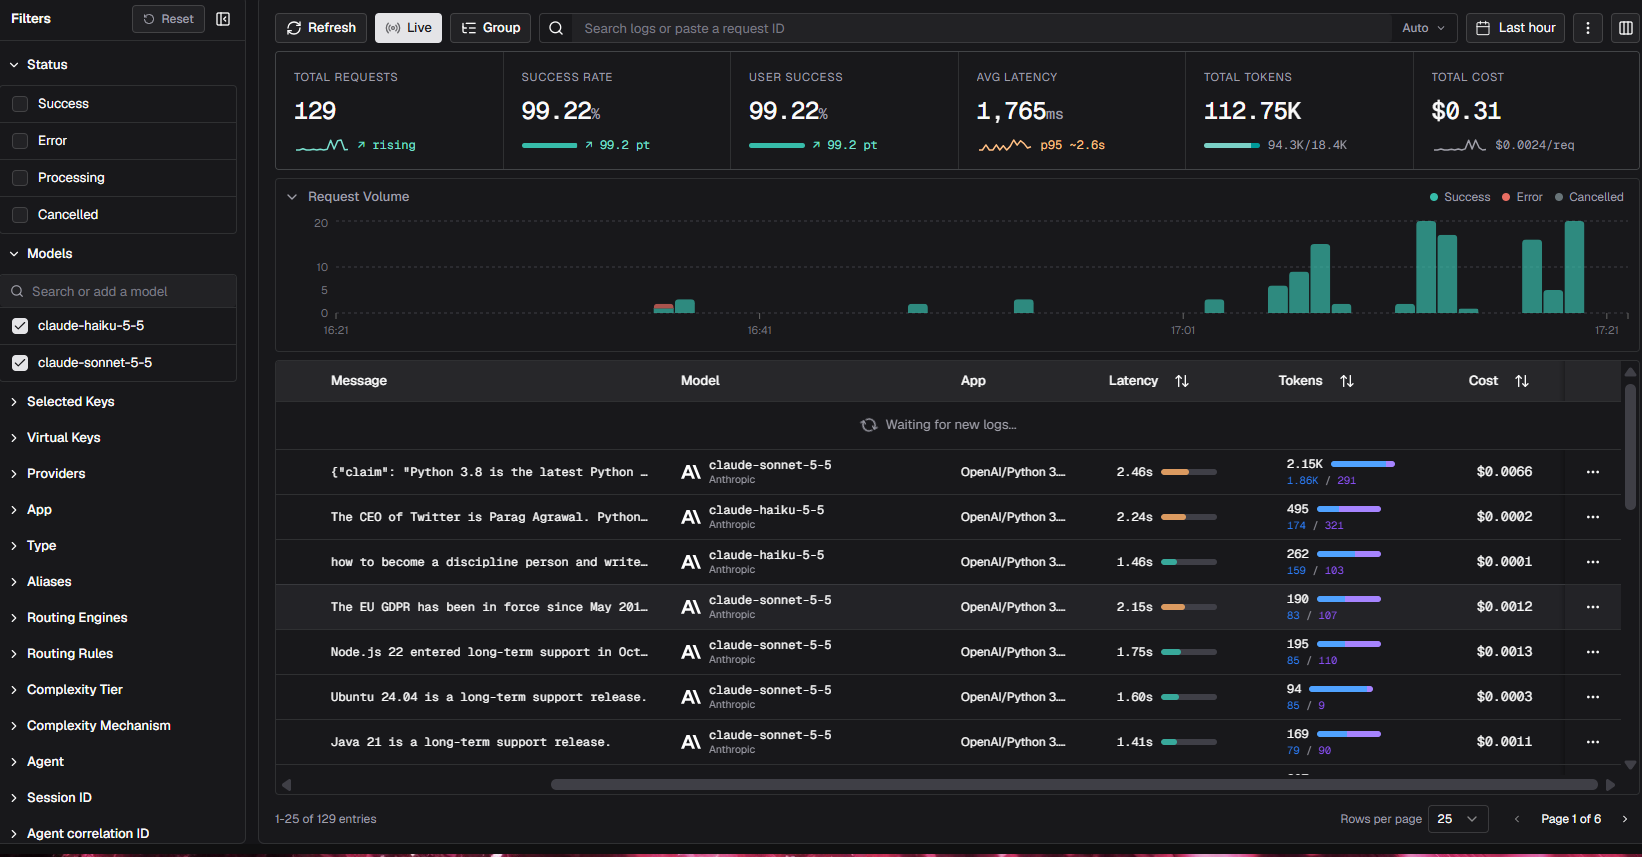 Filters
Reset
Status
Success
Error
Processing
Cancelled
Models
Search or add a model
claude-haiku-5-5
claude-sonnet-5-5
Selected Keys
Virtual Keys
Providers
App
Type
Aliases
Routing Engines
Routing Rules
Complexity Tier
Complexity Mechanism
Agent
Session ID
Agent correlation ID
Refresh Live Group Search logs or paste a request ID Auto Last hour
TOTAL REQUESTS SUCCESS RATE USER SUCCESS AVG LATENCY TOTAL TOKENS TOTAL COST
129 99.22% 99.22% 1,765ms 112.75K $0.31
↗ rising ↗ 99.2 pt ↗ 99.2 pt p95 ~2.6s 94.3K/18.4K $0.0024/req
Request Volume Success Error Cancelled
20
10
5
0
16:21 16:41 17:01 17:21
Message Model App Latency Tokens Cost
Waiting for new logs...
{"claim": "Python 3.8 is the latest Python … claude-sonnet-5-5 OpenAI/Python 3.... 2.46s 2.15K $0.0066 ...
Anthropic 1.86K / 291
The CEO of Twitter is Parag Agrawal. Python… claude-haiku-5-5 OpenAI/Python 3.... 2.24s 495 $0.0002 ...
Anthropic 174 / 321
how to become a discipline person and write… claude-haiku-5-5 OpenAI/Python 3.... 1.46s 262 $0.0001 ...
Anthropic 159 / 103
The EU GDPR has been in force since May 201… claude-sonnet-5-5 OpenAI/Python 3.... 2.15s 190 $0.0012 ...
Anthropic 83 / 107
Node.js 22 entered long-term support in Oct… claude-sonnet-5-5 OpenAI/Python 3.... 1.75s 195 $0.0013 ...
Anthropic 85 / 110
Ubuntu 24.04 is a long-term support release. claude-sonnet-5-5 OpenAI/Python 3.... 1.60s 94 $0.0003 ...
Anthropic 85 / 9
Java 21 is a long-term support release. claude-sonnet-5-5 OpenAI/Python 3.... 1.41s 169 $0.0011 ...
Anthropic 79 / 90
1-25 of 129 entries Rows per page 25 Page 1 of 6